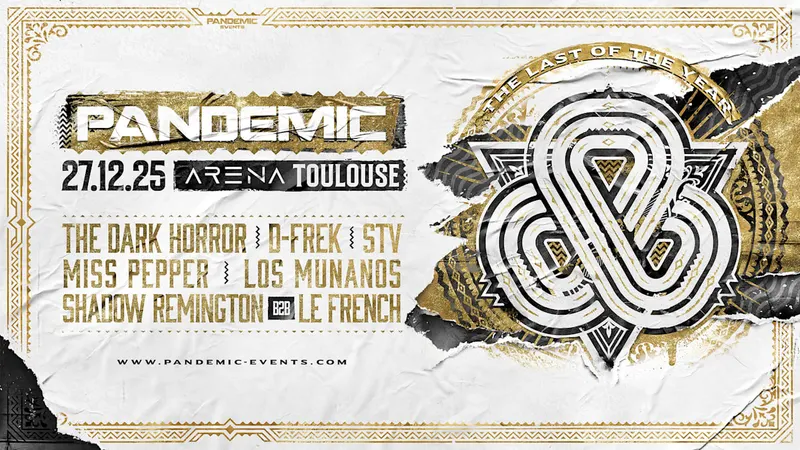 PANDEMIC
EVENTS
PANDEMIC
27.12.25 ARENA TOULOUSE
THE DARK HORROR D-FREK STV
MISS PEPPER LOS MUNANOS
SHADOW REMINGTON B2B LE FRENCH
WWW.PANDEMIC-EVENTS.COM
THE LAST OF THE YEAR